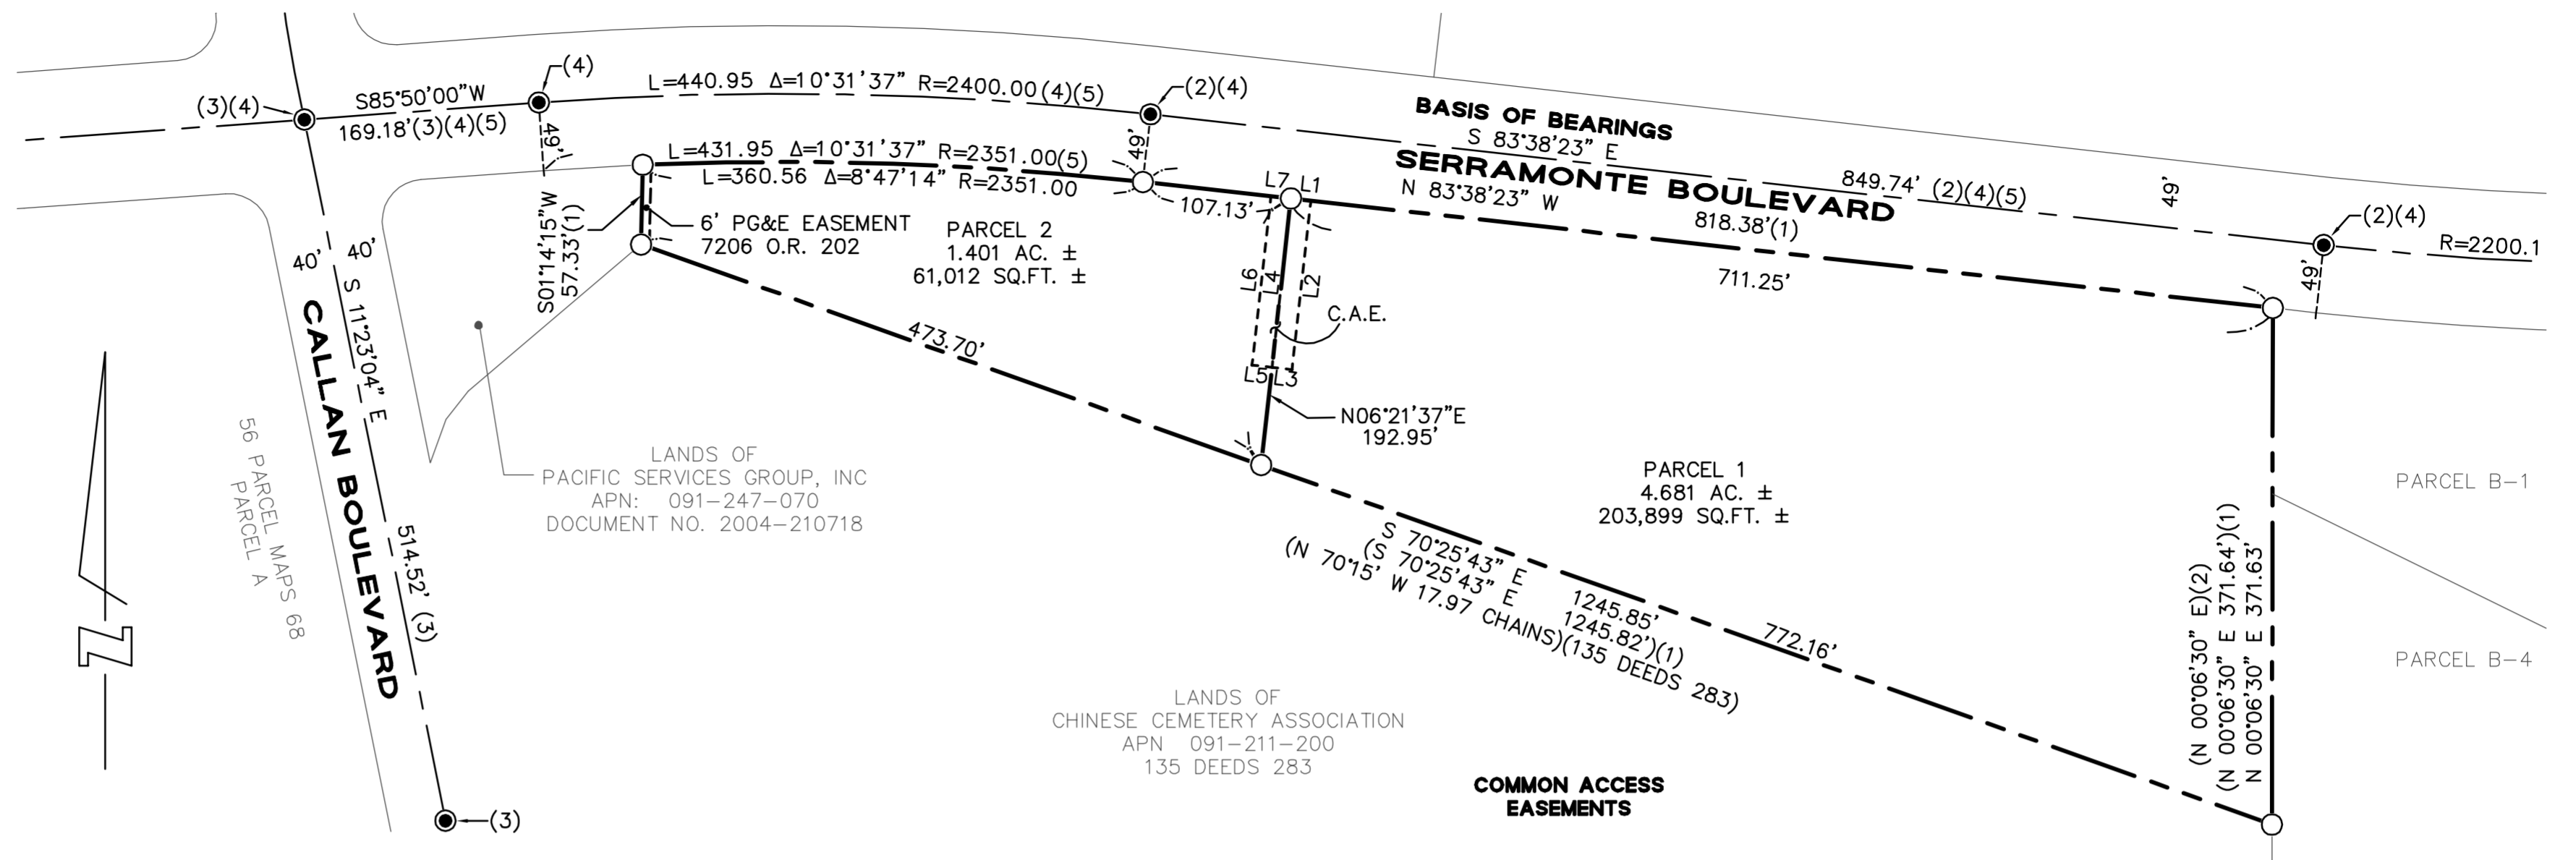 (4)
(3)(4)
S85°50'00"W
169.18'(3)(4)(5)
L=440.95 Δ=10°31'37" R=2400.00(4)(5)
(2)(4)
49'
49'
L=431.95 Δ=10°31'37" R=2351.00(5)
L=360.56 Δ=8°47'14" R=2351.00
BASIS OF BEARINGS
S 83°38'23" E
SERRAMONTE BOULEVARD
849.74' (2)(4)(5)
N 83°38'23" W
818.38'(1)
711.25'
49'
(2)(4)
R=2200.1
49'
L7
L1
107.13'
S01°14'15"W
57.33'(1)
6' PG&E EASEMENT
7206 O.R. 202
PARCEL 2
1.401 AC. ±
61,012 SQ.FT. ±
L6
L4
L2
C.A.E.
L5
L3
N06°21'37"E
192.95'
473.70'
40'
40'
S 11°23'04" E
CALLAN BOULEVARD
514.52' (3)
(3)
56 PARCEL MAPS 68
PARCEL A
LANDS OF
PACIFIC SERVICES GROUP, INC
APN: 091-247-070
DOCUMENT NO. 2004-210718
PARCEL 1
4.681 AC. ±
203,899 SQ.FT. ±
S 70°25'43" E 1245.85'
(S 70°25'43" E 1245.82')(1)
(N 70°15' W 17.97 CHAINS)(135 DEEDS 283)
772.16'
(N 00°06'30" E)(2)
(N 00°06'30" E 371.64')(1)
N 00°06'30" E 371.63'
PARCEL B-1
PARCEL B-4
LANDS OF
CHINESE CEMETERY ASSOCIATION
APN 091-211-200
135 DEEDS 283
COMMON ACCESS
EASEMENTS
N